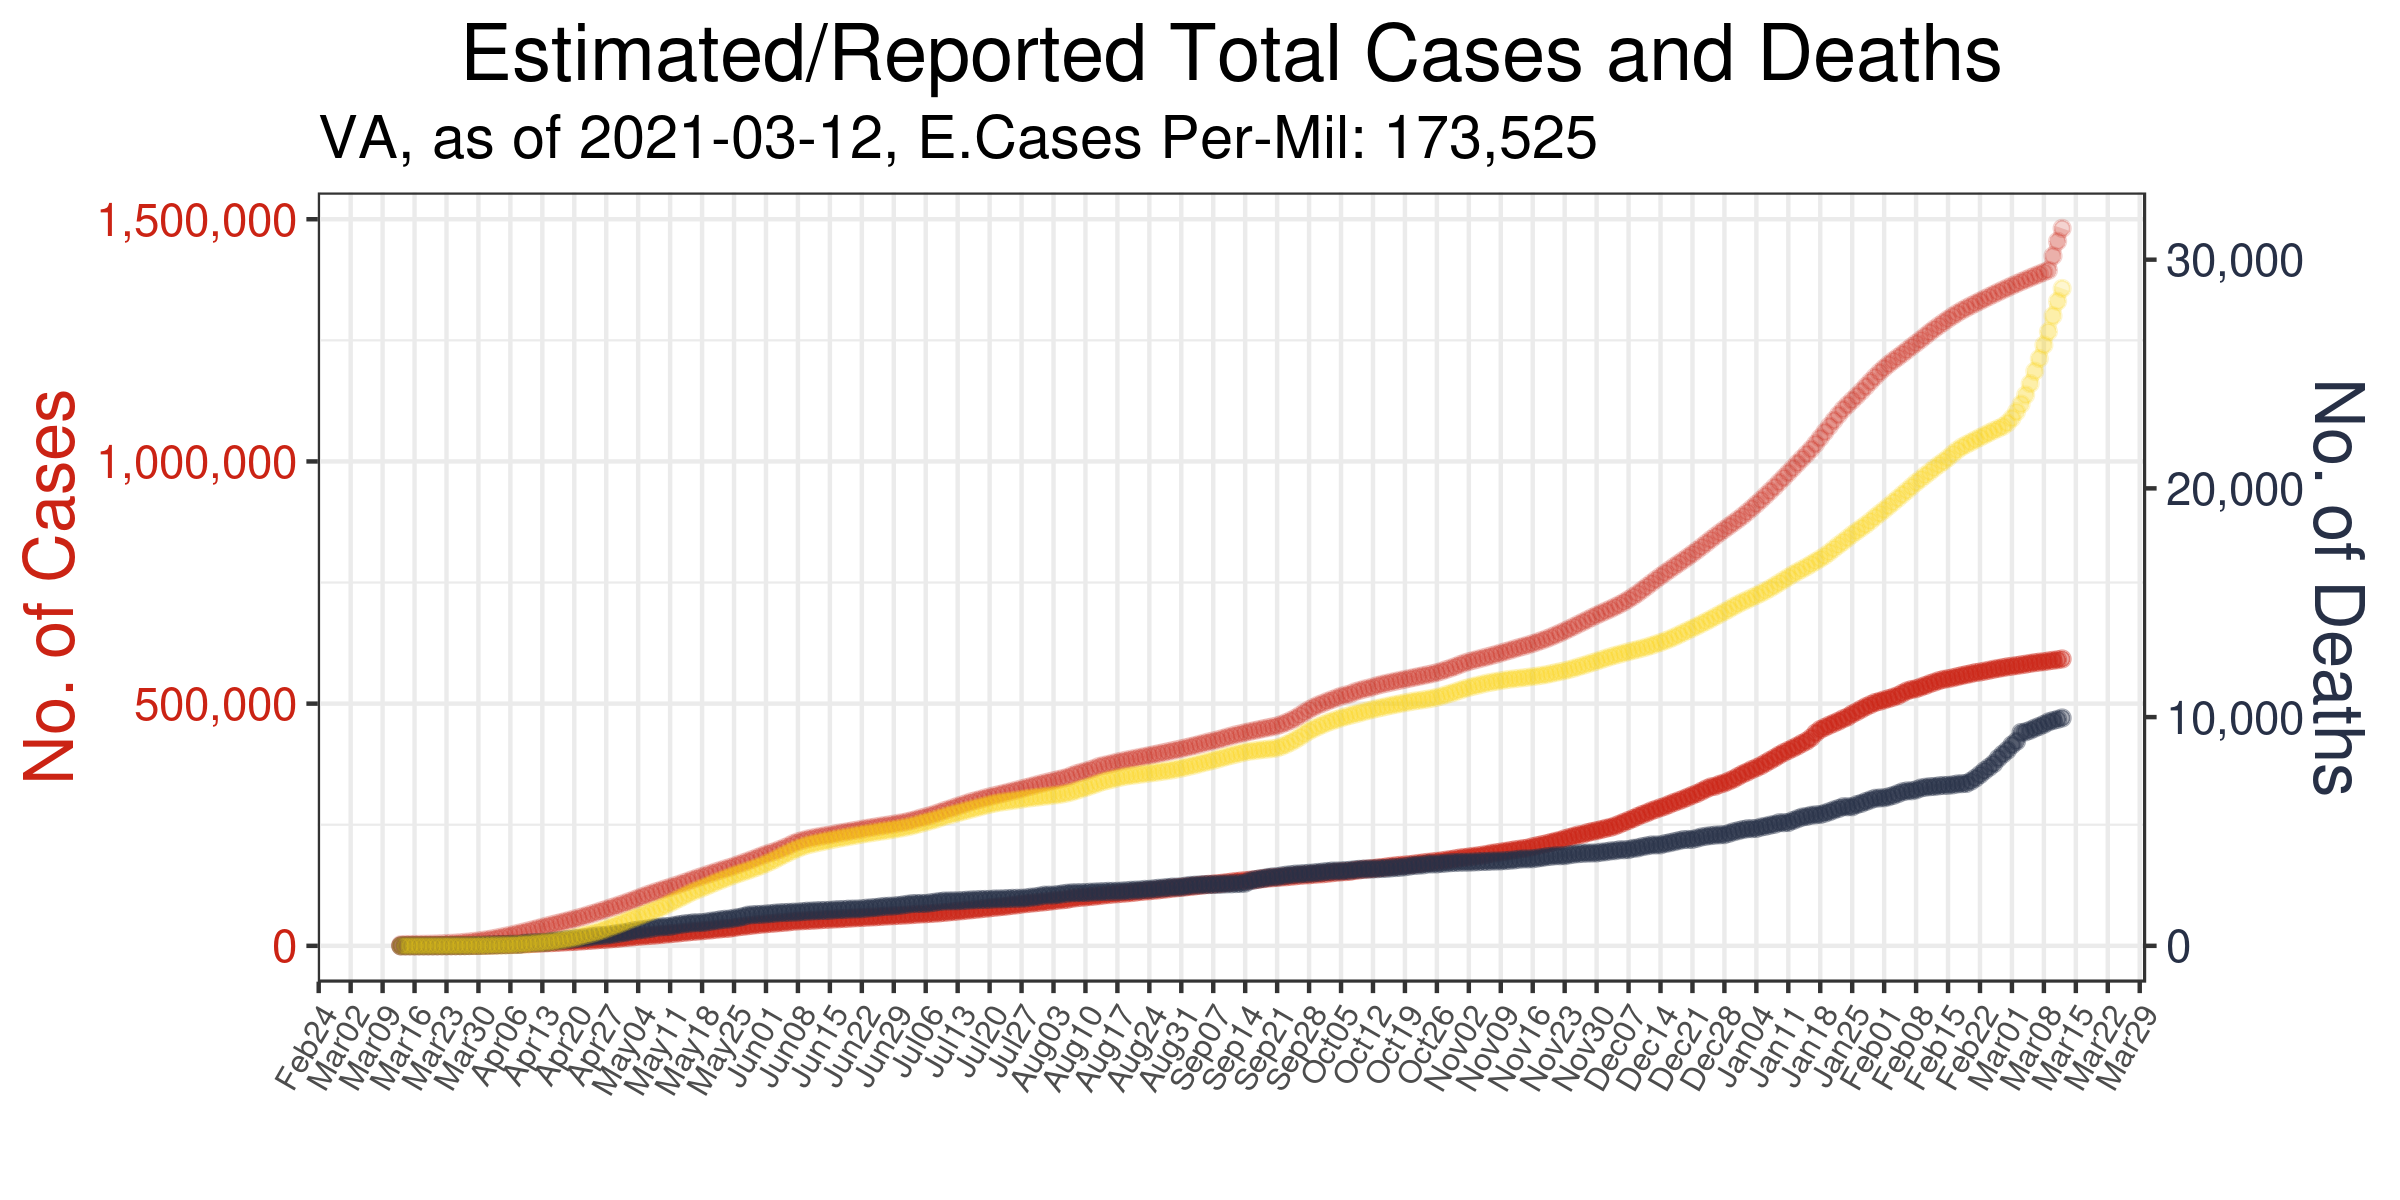 Estimated/Reported Total Cases and Deaths
VA, as of 2021-03-12, E.Cases Per-Mil: 173,525
No. of Cases
1,500,000
1,000,000
500,000
0
30,000
20,000
10,000
0
No. of Deaths
Feb24
Mar02
Mar09
Mar16
Mar23
Mar30
Apr06
Apr13
Apr20
Apr27
May04
May11
May18
May25
Jun01
Jun08
Jun15
Jun22
Jun29
Jul06
Jul13
Jul20
Jul27
Aug03
Aug10
Aug17
Aug24
Aug31
Sep07
Sep14
Sep21
Sep28
Oct05
Oct12
Oct19
Oct26
Nov02
Nov09
Nov16
Nov23
Nov30
Dec07
Dec14
Dec21
Dec28
Jan04
Jan11
Jan18
Jan25
Feb01
Feb08
Feb15
Feb22
Mar01
Mar08
Mar15
Mar22
Mar29